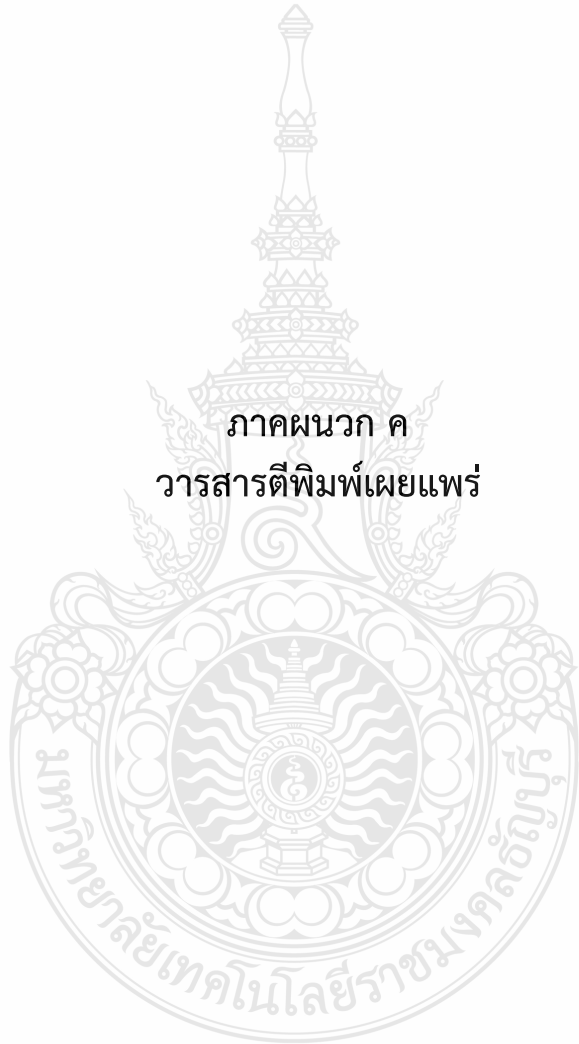 ภาคผนวก ค
วารสารตีพิมพ์เผยแพร่
มหาวิทยาลัยเทคโนโลยีราชมงคลธัญบุรี